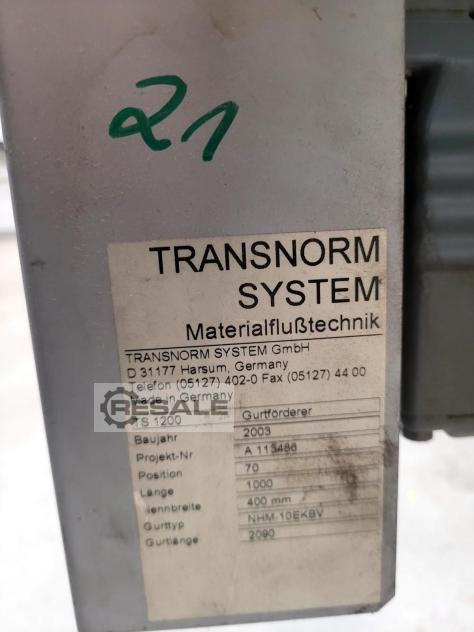 21
TRANSNORM
SYSTEM
Materialflußtechnik
TRANSNORM SYSTEM GmbH
D 31177 Harsum, Germany
Telefon (05127) 402-0 Fax (05127) 44 00
Made in Germany
RESALE
TS 1200 Gurtförderer
Baujahr 2003
Projekt-Nr A 113486
Position 70
Länge 1000
Nennbreite 400 mm
Gurttyp NHM-10EKBV
Gurtlänge 2090